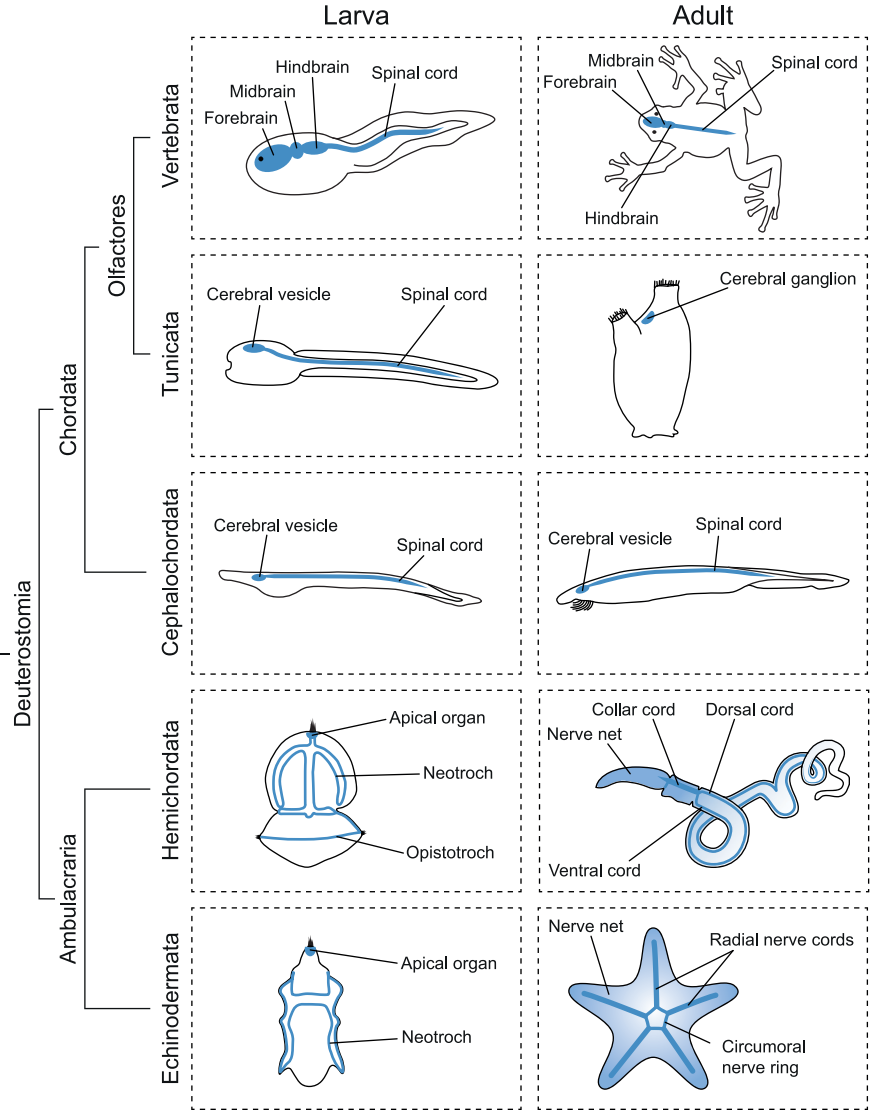 Larva
Adult
Deuterostomia
Chordata
Olfactores
Vertebrata
Hindbrain
Midbrain
Spinal cord
Forebrain
Midbrain
Spinal cord
Forebrain
Hindbrain
Tunicata
Cerebral vesicle
Spinal cord
Cerebral ganglion
Cephalochordata
Cerebral vesicle
Spinal cord
Spinal cord
Cerebral vesicle
Ambulacraria
Hemichordata
Apical organ
Neotroch
Opistotroch
Collar cord
Dorsal cord
Nerve net
Ventral cord
Echinodermata
Apical organ
Neotroch
Nerve net
Radial nerve cords
Circumoral
nerve ring